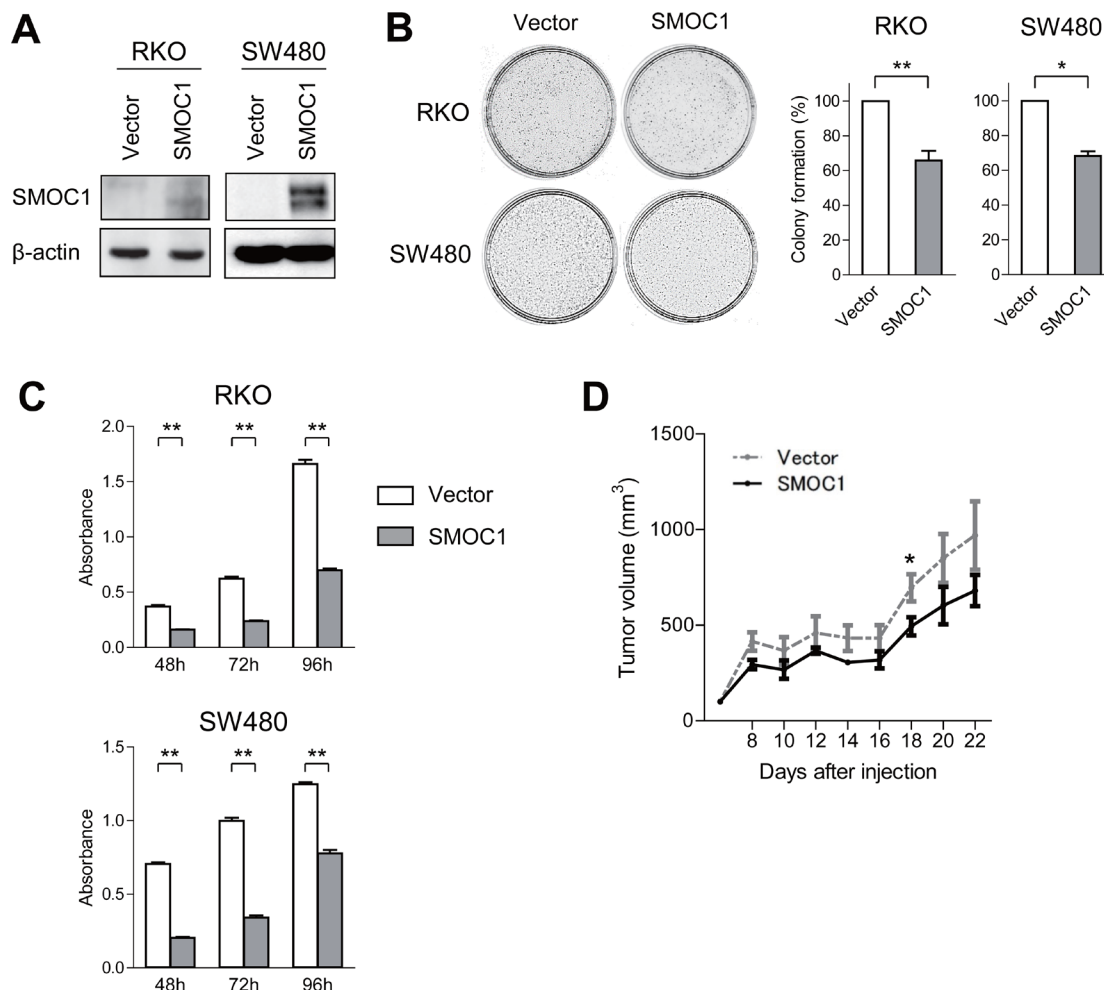 A
RKO SW480
Vector SMOC1 Vector SMOC1
SMOC1
β-actin
B
Vector SMOC1
RKO
SW480
RKO SW480
** *
Colony formation (%)
100 100
80 80
60 60
40 40
20 20
0 0
Vector SMOC1 Vector SMOC1
C
RKO
** ** **
Absorbance
2.0
1.5
1.0
0.5
0.0
48h 72h 96h
Vector
SMOC1
SW480
** ** **
Absorbance
1.5
1.0
0.5
0.0
48h 72h 96h
D
Vector
SMOC1
*
Tumor volume (mm³)
1500
1000
500
0
8 10 12 14 16 18 20 22
Days after injection